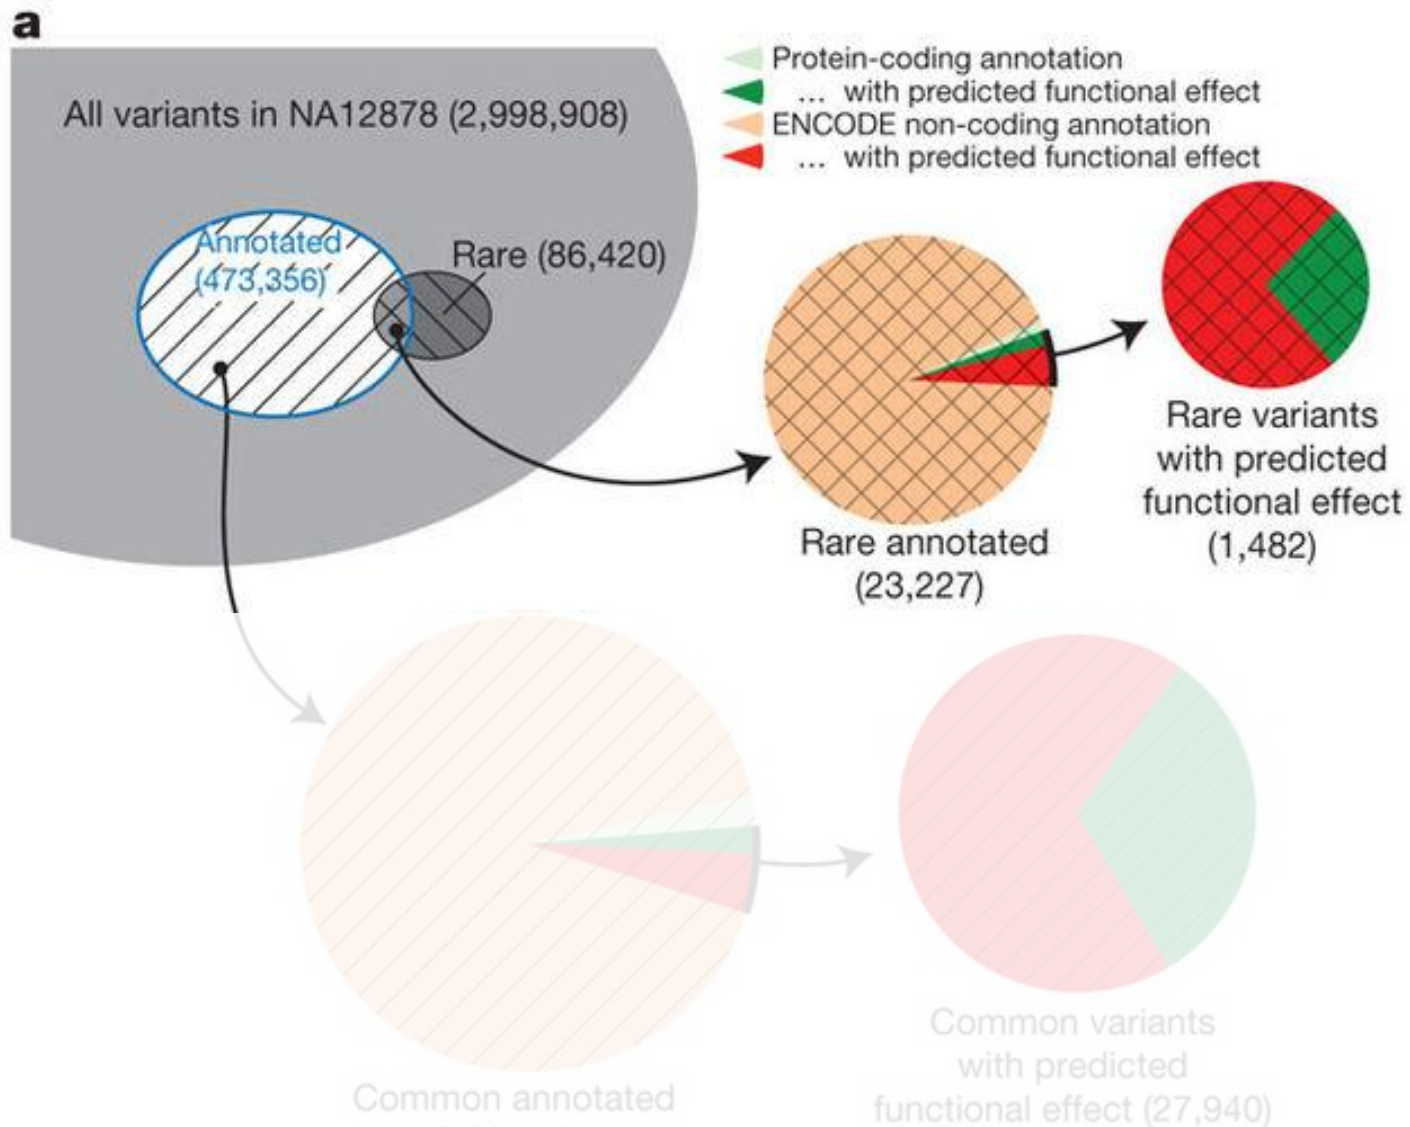 a
All variants in NA12878 (2,998,908)
Annotated
(473,356)
Rare (86,420)
Protein-coding annotation
... with predicted functional effect
ENCODE non-coding annotation
... with predicted functional effect
Rare annotated
(23,227)
Rare variants
with predicted
functional effect
(1,482)
Common annotated
Common variants
with predicted
functional effect (27,940)